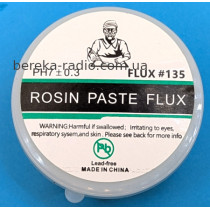 PH7±0.3 FLUX #135
bereka-radio.com.ua
ROSIN PASTE FLUX
WARNING Harmful if swallowed; Irritating to eyes,
respiratory sysem,and skin . Please see back for more info
Pb
Lead-free
MADE IN CHINA